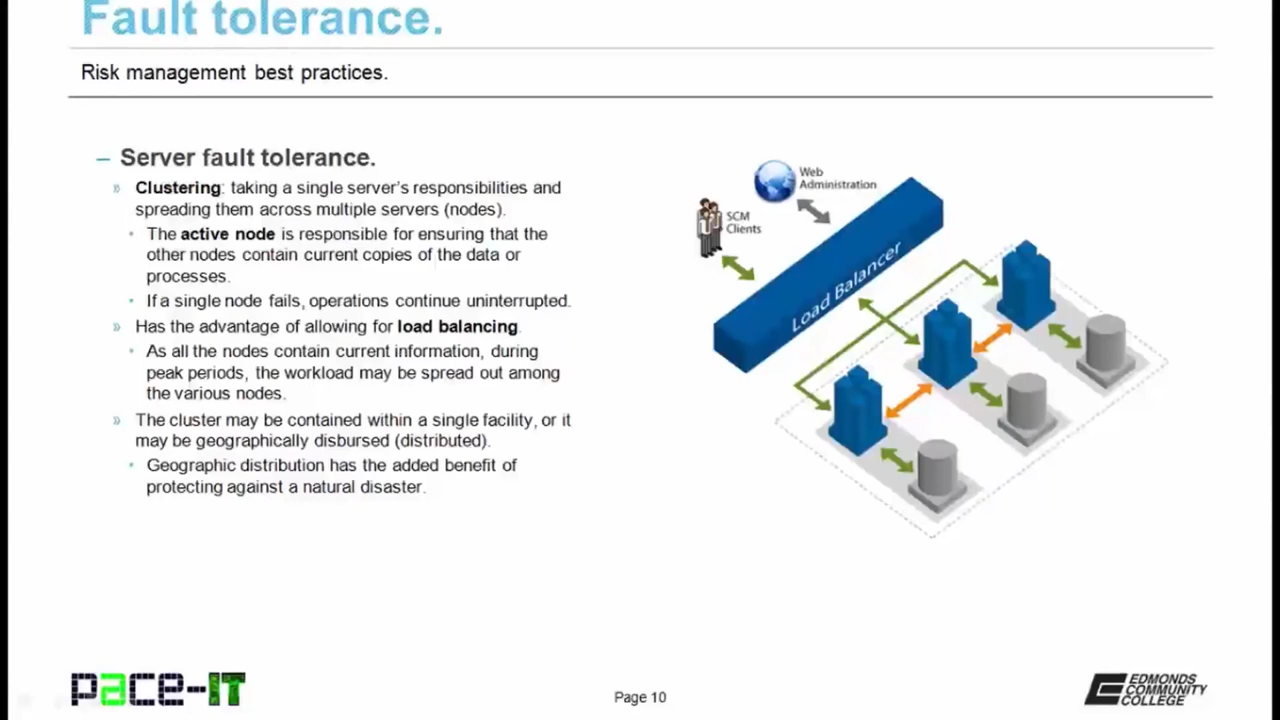 Fault tolerance.
Risk management best practices.
– Server fault tolerance.
» Clustering: taking a single server's responsibilities and
spreading them across multiple servers (nodes).
• The active node is responsible for ensuring that the
other nodes contain current copies of the data or
processes.
• If a single node fails, operations continue uninterrupted.
» Has the advantage of allowing for load balancing.
• As all the nodes contain current information, during
peak periods, the workload may be spread out among
the various nodes.
» The cluster may be contained within a single facility, or it
may be geographically disbursed (distributed).
• Geographic distribution has the added benefit of
protecting against a natural disaster.
Web
Administration
SCM
Clients
Load Balancer
pace-IT
Page 10
EDMONDS
COMMUNITY
COLLEGE